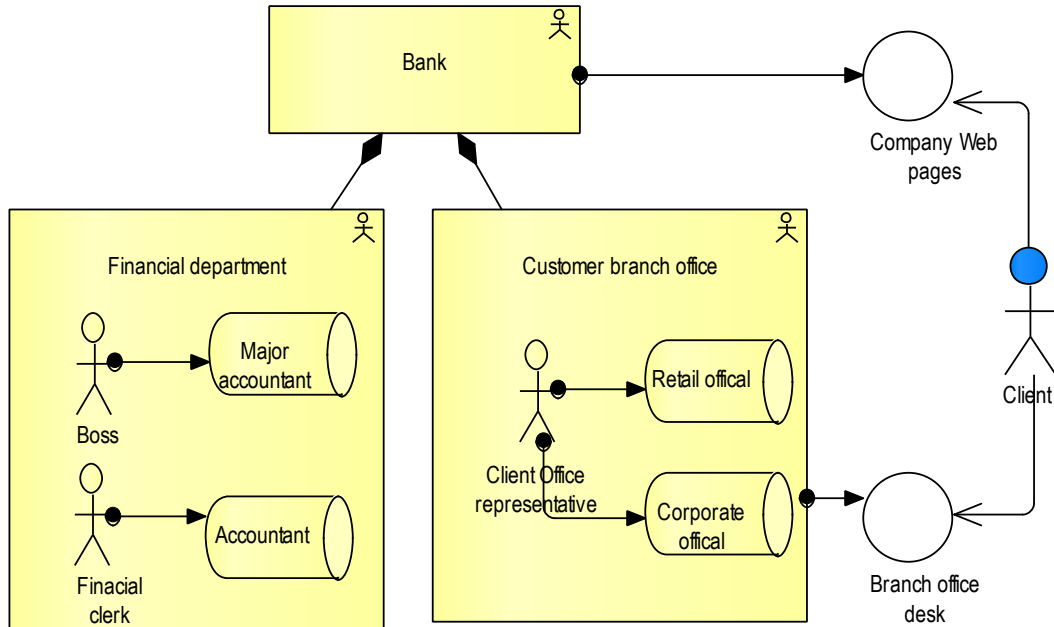 Bank
Company Web
pages
Financial department
Customer branch office
Major
accountant
Boss
Retail offical
Client
Client Office
representative
Corporate
offical
Accountant
Finacial
clerk
Branch office
desk